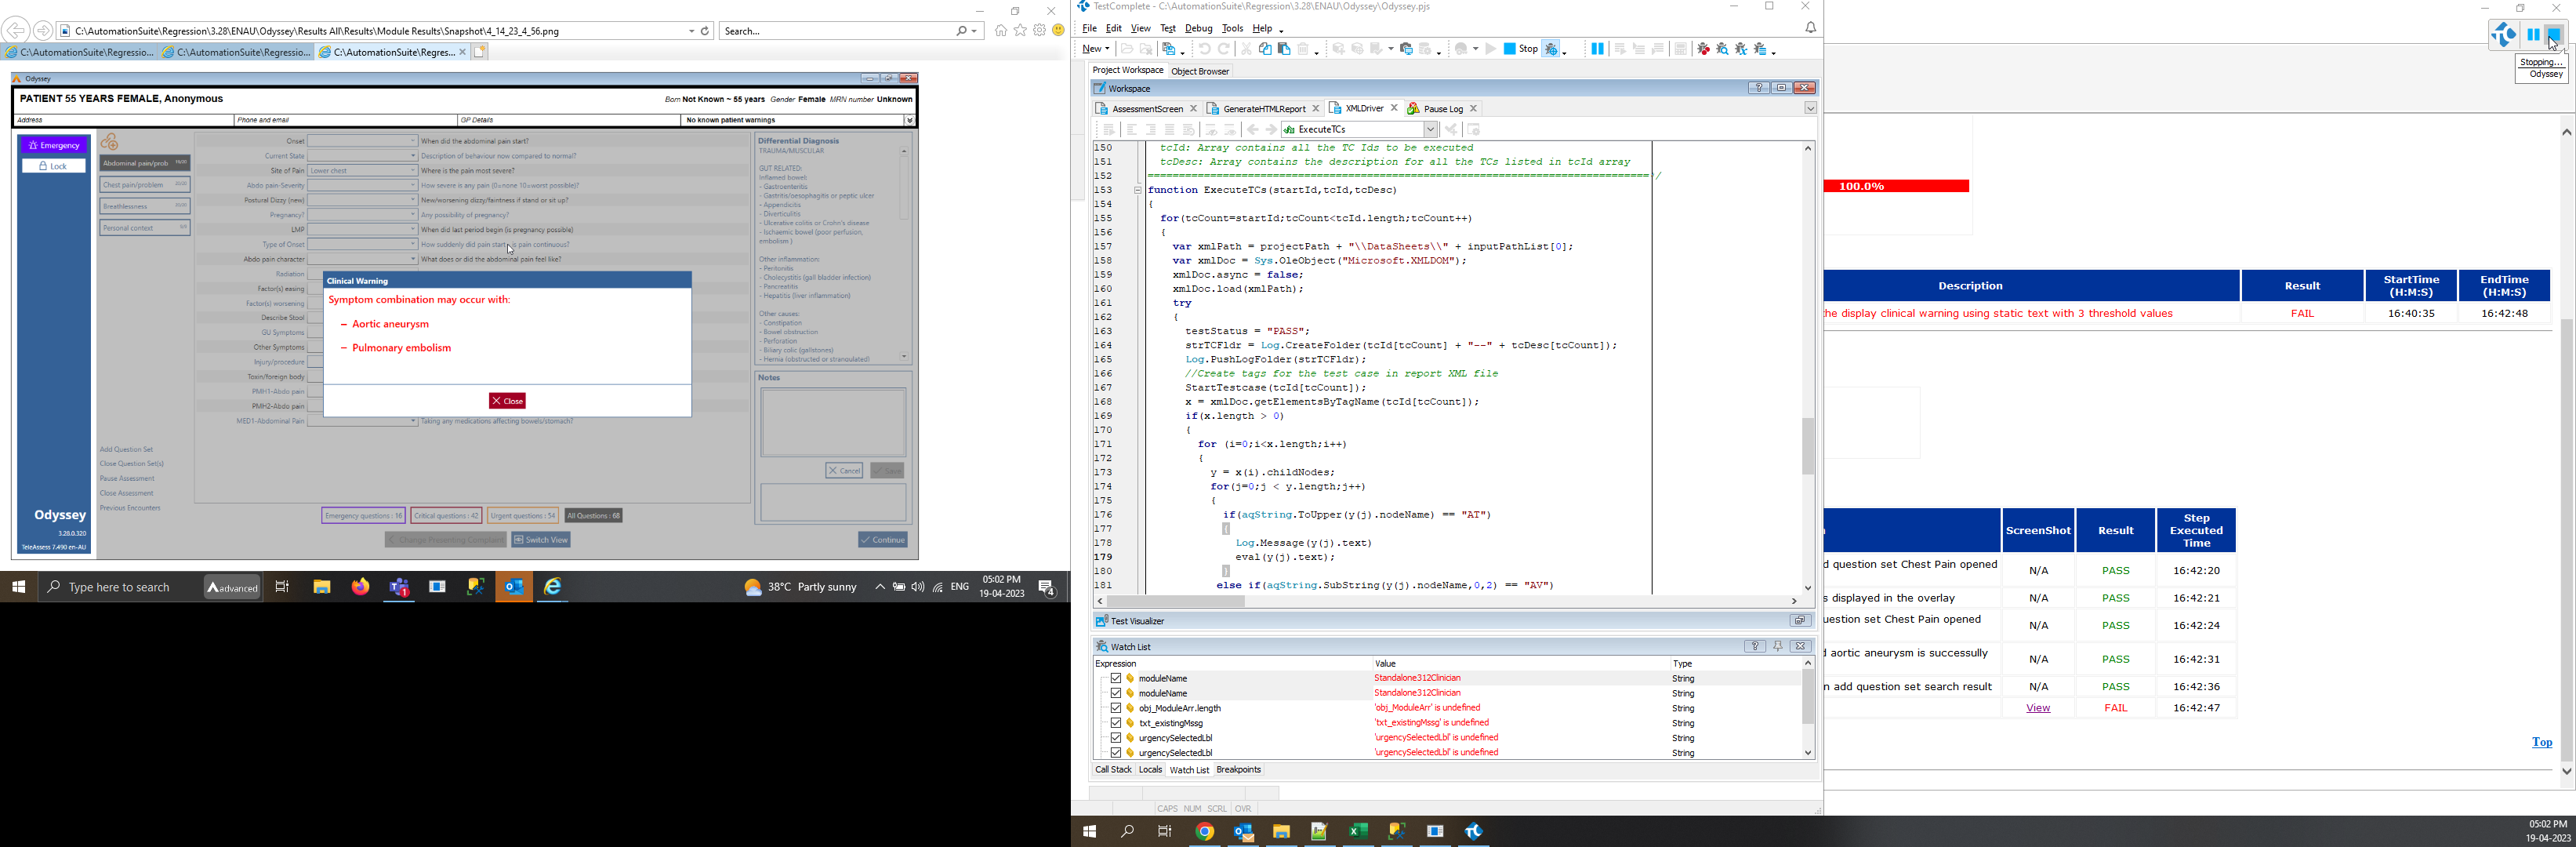 C:\AutomationSuite\Regression\3.28\ENAU\Odyssey\Results All\Results\Module Results\Snapshot\4_14_23_4_56.png
Search...
C:\AutomationSuite\Regressio...
C:\AutomationSuite\Regressio...
C:\AutomationSuite\Regres...
Odyssey
PATIENT 55 YEARS FEMALE, Anonymous
Born Not Known ~ 55 years Gender Female MRN number Unknown
Address
Phone and email
GP Details
No known patient warnings
Emergency
Lock
Abdominal pain/prob
Chest pain/problem
Breathlessness
Personal context
Onset When did the abdominal pain start?
Current State Description of behaviour now compared to normal?
Site of Pain Lower chest Where is the pain most severe?
Abdo pain-Severity How severe is any pain (0=none 10=worst possible)?
Postural Dizzy (new) New/worsening dizzy/faintness if stand or sit up?
Pregnancy? Any possibility of pregnancy?
LMP When did last period begin (is pregnancy possible)
Type of Onset How suddenly did pain start, is pain continuous?
Abdo pain character What does or did the abdominal pain feel like?
Radiation
Factor(s) easing
Factor(s) worsening
Describe Stool
GU Symptoms
Other Symptoms
Injury/procedure
Toxin/foreign body
PMH1-Abdo pain
PMH2-Abdo pain
MED1-Abdominal Pain Taking any medications affecting bowels/stomach?
Clinical Warning
Symptom combination may occur with:
– Aortic aneurysm
– Pulmonary embolism
Close
Differential Diagnosis
TRAUMA/MUSCULAR
GUT RELATED:
Inflamed bowel:
- Gastroenteritis
- Gastritis/oesophagitis or peptic ulcer
- Appendicitis
- Diverticulitis
- Ulcerative colitis or Crohn's disease
- Ischaemic bowel (poor perfusion,
embolism )
Other inflammation:
- Peritonitis
- Cholecystitis (gall bladder infection)
- Pancreatitis
- Hepatitis (liver inflammation)
Other causes:
- Constipation
- Bowel obstruction
- Perforation
- Biliary colic (gallstones)
- Hernia (obstructed or strangulated)
Notes
Cancel
Save
Add Question Set
Close Question Set(s)
Pause Assessment
Close Assessment
Previous Encounters
Odyssey
3.28.0.320
TeleAssess 7.490 en-AU
Emergency questions : 16
Critical questions : 42
Urgent questions : 54
All Questions : 68
Change Presenting Complaint
Switch View
Continue
Type here to search
advanced
38°C Partly sunny
ENG
05:02 PM
19-04-2023
4
TestComplete - C:\AutomationSuite\Regression\3.28\ENAU\Odyssey\Odyssey.pjs
File Edit View Test Debug Tools Help
New
Stop
Project Workspace Object Browser
Workspace
AssessmentScreen
GenerateHTMLReport
XMLDriver
Pause Log
ExecuteTCs
150 tcId: Array contains all the TC Ids to be executed
151 tcDesc: Array contains the description for all the TCs listed in tcId array
152 ================================================================================/
153 function ExecuteTCs(startId,tcId,tcDesc)
154 {
155 for(tcCount=startId;tcCount<tcId.length;tcCount++)
156 {
157 var xmlPath = projectPath + "\\DataSheets\\" + inputPathList[0];
158 var xmlDoc = Sys.OleObject("Microsoft.XMLDOM");
159 xmlDoc.async = false;
160 xmlDoc.load(xmlPath);
161 try
162 {
163 testStatus = "PASS";
164 strTCFldr = Log.CreateFolder(tcId[tcCount] + "--" + tcDesc[tcCount]);
165 Log.PushLogFolder(strTCFldr);
166 //Create tags for the test case in report XML file
167 StartTestcase(tcId[tcCount]);
168 x = xmlDoc.getElementsByTagName(tcId[tcCount]);
169 if(x.length > 0)
170 {
171 for (i=0;i<x.length;i++)
172 {
173 y = x(i).childNodes;
174 for(j=0;j < y.length;j++)
175 {
176 if(aqString.ToUpper(y(j).nodeName) == "AT")
177 {
178 Log.Message(y(j).text)
179 eval(y(j).text);
180 }
181 else if(aqString.SubString(y(j).nodeName,0,2) == "AV")
Test Visualizer
Watch List
Expression Value Type
moduleName Standalone312Clinician String
moduleName Standalone312Clinician String
obj_ModuleArr.length 'obj_ModuleArr' is undefined String
txt_existingMssg 'txt_existingMssg' is undefined String
urgencySelectedLbl 'urgencySelectedLbl' is undefined String
urgencySelectedLbl 'urgencySelectedLbl' is undefined String
Call Stack Locals Watch List Breakpoints
CAPS NUM SCRL OVR
Stopping...
Odyssey
100.0%
Description Result StartTime (H:M:S) EndTime (H:M:S)
the display clinical warning using static text with 3 threshold values FAIL 16:40:35 16:42:48
ScreenShot Result Step Executed Time
d question set Chest Pain opened N/A PASS 16:42:20
s displayed in the overlay N/A PASS 16:42:21
uestion set Chest Pain opened N/A PASS 16:42:24
d aortic aneurysm is successully N/A PASS 16:42:31
n add question set search result N/A PASS 16:42:36
View FAIL 16:42:47
Top
05:02 PM
19-04-2023